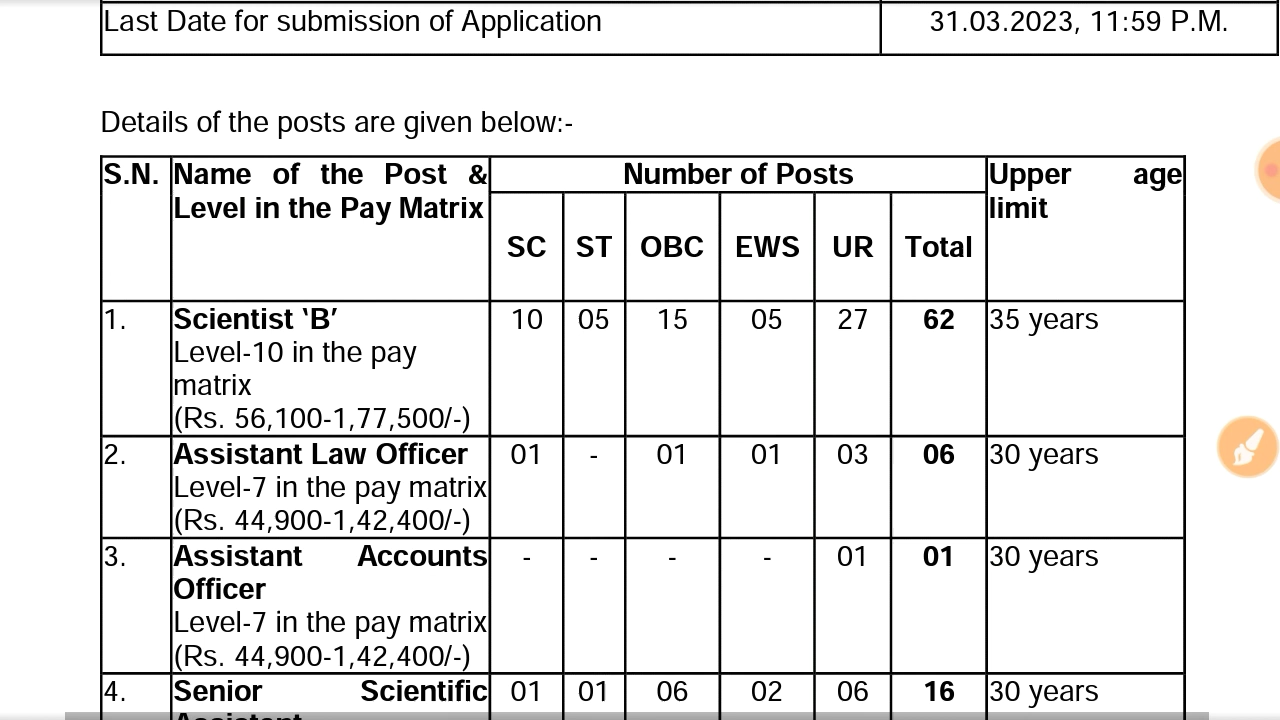 Last Date for submission of Application 31.03.2023, 11:59 P.M.
Details of the posts are given below:-
S.N. Name of the Post & Number of Posts Upper age
Level in the Pay Matrix limit
SC ST OBC EWS UR Total
1. Scientist ‘B’ 10 05 15 05 27 62 35 years
Level-10 in the pay
matrix
(Rs. 56,100-1,77,500/-)
2. Assistant Law Officer 01 - 01 01 03 06 30 years
Level-7 in the pay matrix
(Rs. 44,900-1,42,400/-)
3. Assistant Accounts - - - - 01 01 30 years
Officer
Level-7 in the pay matrix
(Rs. 44,900-1,42,400/-)
4. Senior Scientific 01 01 06 02 06 16 30 years